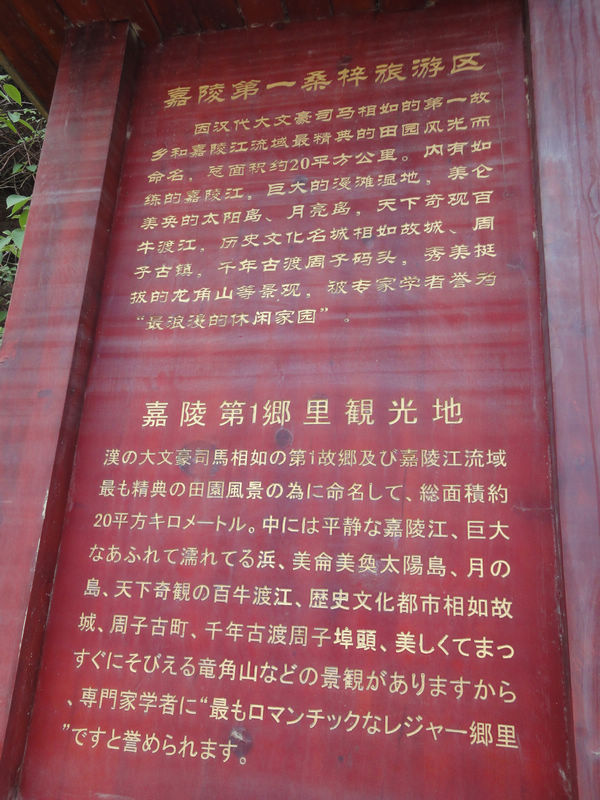 嘉陵第一桑梓旅游区
因汉代大文豪司马相如的第一故
乡和嘉陵江流域最精典的田园风光而
命名，总面积约20平方公里。内有如
练的嘉陵江，巨大的漫滩湿地，美仑
美奂的太阳岛、月亮岛，天下奇观百
牛渡江，历史文化名城相如故城、周
子古镇，千年古渡周子码头，秀美挺
拔的龙角山等景观，被专家学者誉为
“最浪漫的休闲家园”。
嘉陵第1郷里観光地
漢の大文豪司馬相如の第1故郷及び嘉陵江流域
最も精典の田園風景の為に命名して、総面積約
20平方キロメートル。中には平静な嘉陵江、巨大
なあふれて濡れてる浜、美侖美奐太陽島、月の
島、天下奇観の百牛渡江、歴史文化都市相如故
城、周子古町、千年古渡周子埠頭、美しくてまっ
すぐにそびえる竜角山などの景観がありますから
、専門家学者に“最もロマンチックなレジャー郷里
”ですと誉められます。